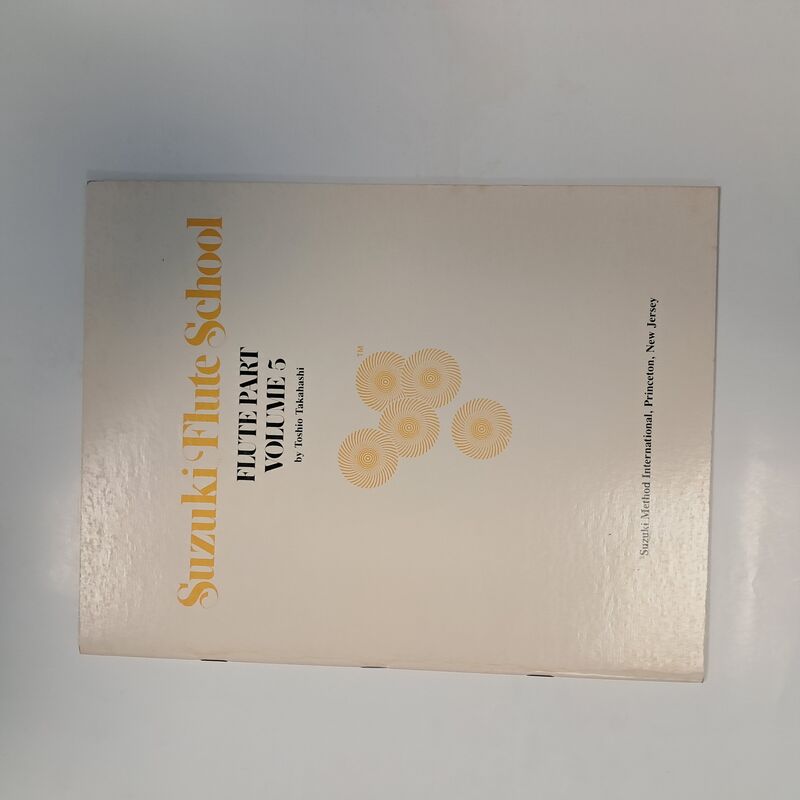 Suzuki Flute School
FLUTE PART
VOLUME 5
by Toshio Takahashi
TM
Suzuki Method International, Princeton, New Jersey